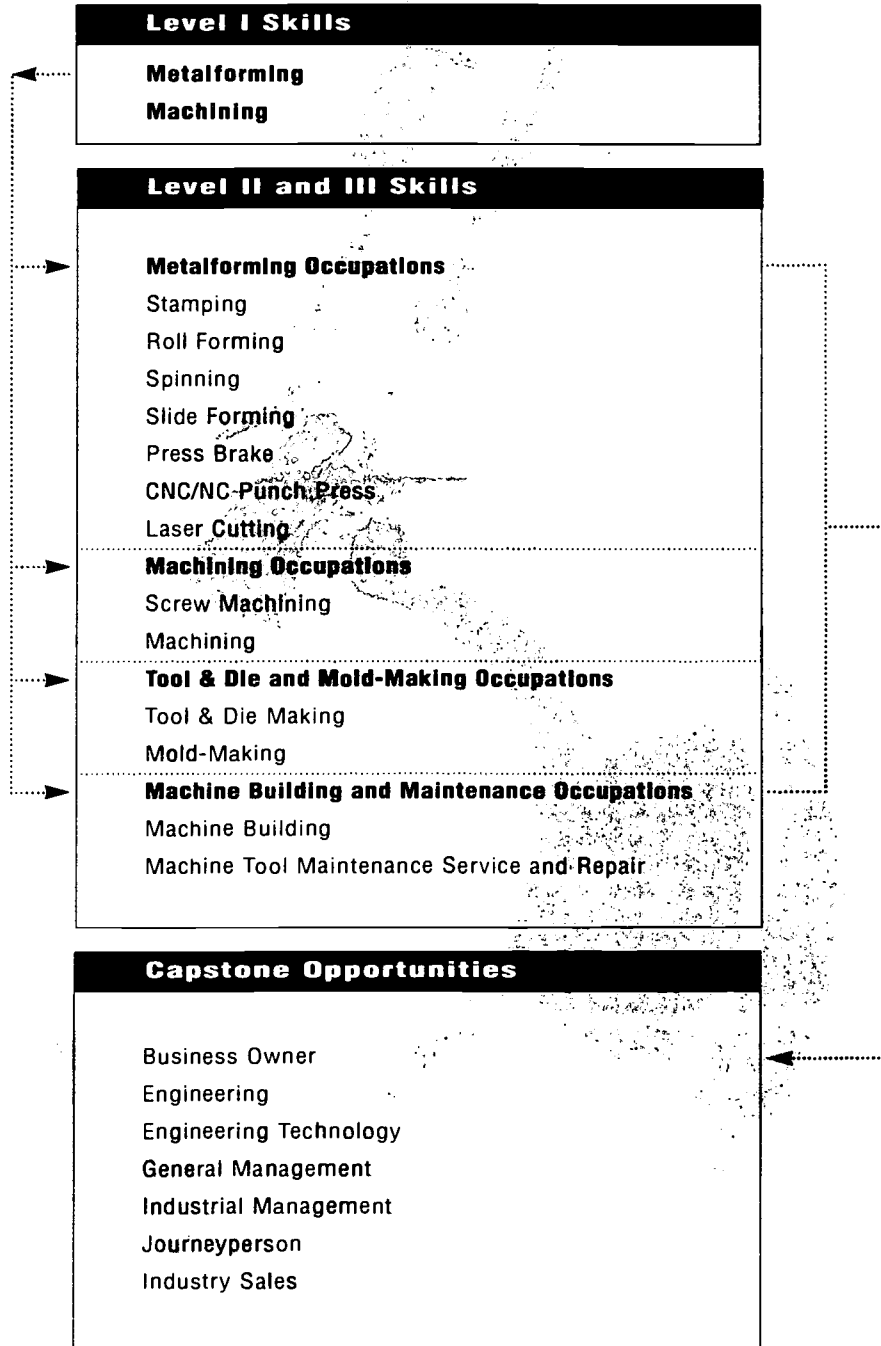 Level I Skills
Metalforming
Machining
Level II and III Skills
Metalforming Occupations
Stamping
Roll Forming
Spinning
Slide Forming
Press Brake
CNC/NC Punch Press
Laser Cutting
Machining Occupations
Screw Machining
Machining
Tool & Die and Mold-Making Occupations
Tool & Die Making
Mold-Making
Machine Building and Maintenance Occupations
Machine Building
Machine Tool Maintenance Service and Repair
Capstone Opportunities
Business Owner
Engineering
Engineering Technology
General Management
Industrial Management
Journeyperson
Industry Sales